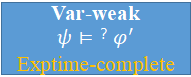 Var-weak
ψ ⊨ ? φ′
Exptime-complete